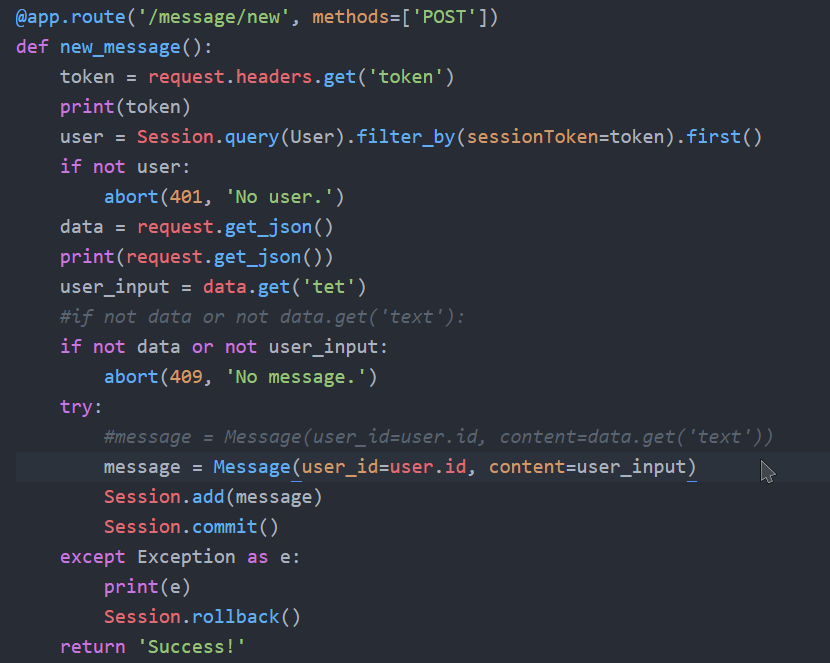 @app.route('/message/new', methods=['POST'])
def new_message():
    token = request.headers.get('token')
    print(token)
    user = Session.query(User).filter_by(sessionToken=token).first()
    if not user:
        abort(401, 'No user.')
    data = request.get_json()
    print(request.get_json())
    user_input = data.get('tet')
    #if not data or not data.get('text'):
    if not data or not user_input:
        abort(409, 'No message.')
    try:
        #message = Message(user_id=user.id, content=data.get('text'))
        message = Message(user_id=user.id, content=user_input)
        Session.add(message)
        Session.commit()
    except Exception as e:
        print(e)
        Session.rollback()
    return 'Success!'